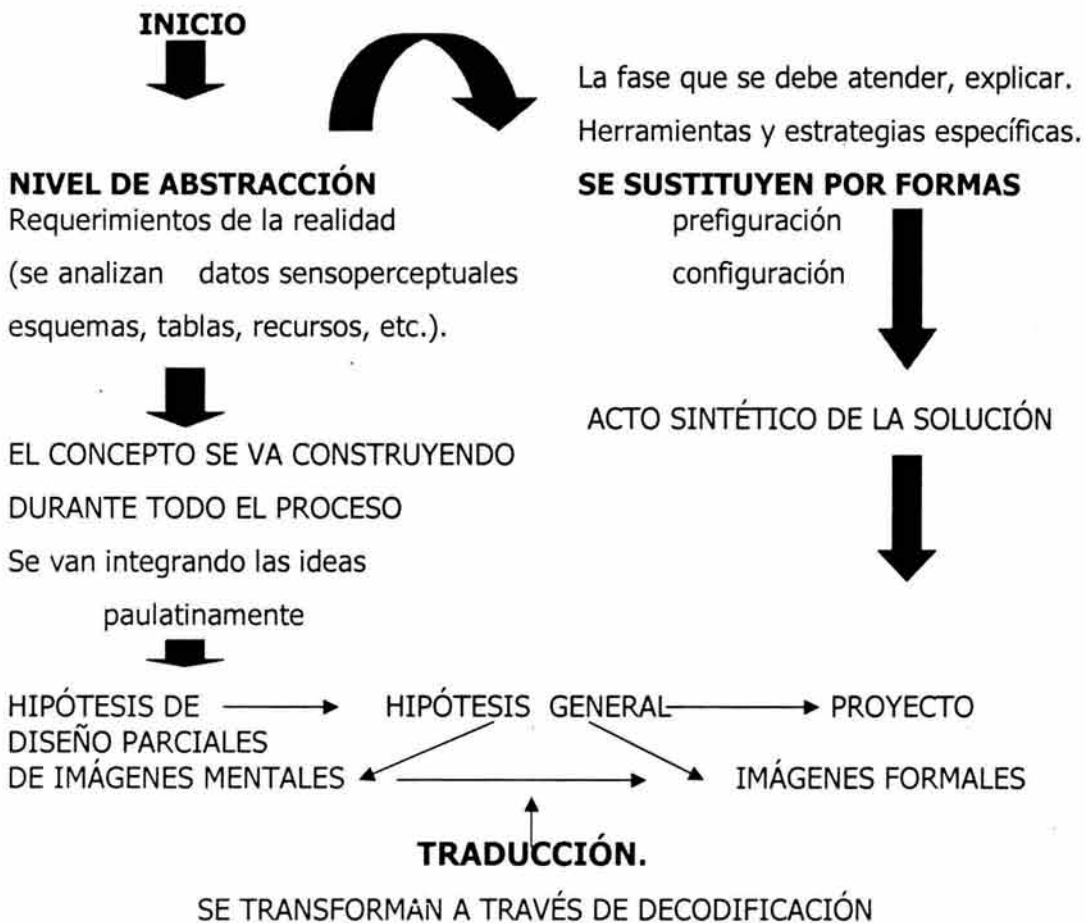 INICIO
La fase que se debe atender, explicar.
Herramientas y estrategias específicas.
NIVEL DE ABSTRACCIÓN
Requerimientos de la realidad
(se analizan datos sensoperceptuales
esquemas, tablas, recursos, etc.).
SE SUSTITUYEN POR FORMAS
prefiguración
configuración
EL CONCEPTO SE VA CONSTRUYENDO
DURANTE TODO EL PROCESO
Se van integrando las ideas
paulatinamente
ACTO SINTÉTICO DE LA SOLUCIÓN
HIPÓTESIS DE
DISEÑO PARCIALES
DE IMÁGENES MENTALES
HIPÓTESIS GENERAL
PROYECTO
IMÁGENES FORMALES
TRADUCCIÓN.
SE TRANSFORMAN A TRAVÉS DE DECODIFICACIÓN